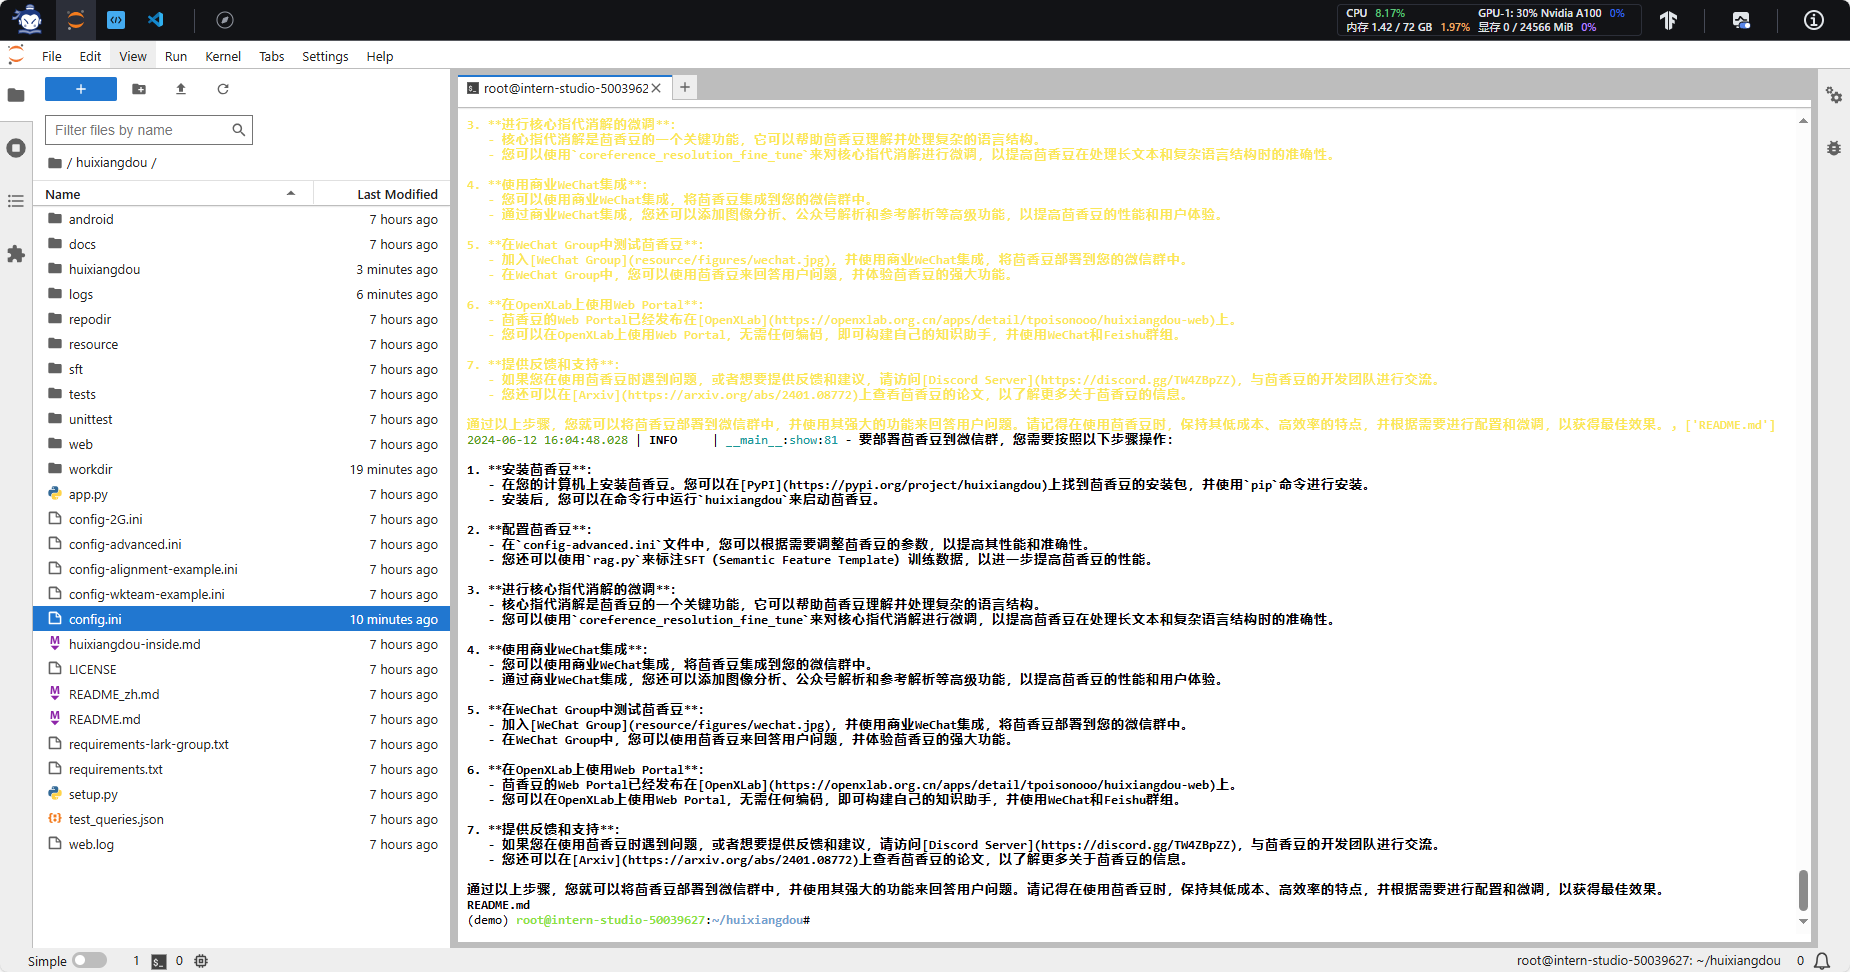 CPU 8.17% GPU-1: 30% Nvidia A100 0%
内存 1.42 / 72 GB 1.97% 显存 0 / 24566 MiB 0%
File Edit View Run Kernel Tabs Settings Help
+
root@intern-studio-5003962
+
Filter files by name
/ huixiangdou /
Name Last Modified
android 7 hours ago
docs 7 hours ago
huixiangdou 3 minutes ago
logs 6 minutes ago
repodir 7 hours ago
resource 7 hours ago
sft 7 hours ago
tests 7 hours ago
unittest 7 hours ago
web 7 hours ago
workdir 19 minutes ago
app.py 7 hours ago
config-2G.ini 7 hours ago
config-advanced.ini 7 hours ago
config-alignment-example.ini 7 hours ago
config-wkteam-example.ini 7 hours ago
config.ini 10 minutes ago
huixiangdou-inside.md 7 hours ago
LICENSE 7 hours ago
README_zh.md 7 hours ago
README.md 7 hours ago
requirements-lark-group.txt 7 hours ago
requirements.txt 7 hours ago
setup.py 7 hours ago
test_queries.json 7 hours ago
web.log 7 hours ago
3. **进行核心指代消解的微调**:
- 核心指代消解是茴香豆的一个关键功能，它可以帮助茴香豆理解并处理复杂的语言结构。
- 您可以使用`coreference_resolution_fine_tune`来对核心指代消解进行微调，以提高茴香豆在处理长文本和复杂语言结构时的准确性。
4. **使用商业WeChat集成**:
- 您可以使用商业WeChat集成，将茴香豆集成到您的微信群中。
- 通过商业WeChat集成，您还可以添加图像分析、公众号解析和参考解析等高级功能，以提高茴香豆的性能和用户体验。
5. **在WeChat Group中测试茴香豆**:
- 加入[WeChat Group](resource/figures/wechat.jpg)，并使用商业WeChat集成，将茴香豆部署到您的微信群中。
- 在WeChat Group中，您可以使用茴香豆来回答用户问题，并体验茴香豆的强大功能。
6. **在OpenXLab上使用Web Portal**:
- 茴香豆的Web Portal已经发布在[OpenXLab](https://openxlab.org.cn/apps/detail/tpoisonooo/huixiangdou-web)上。
- 您可以在OpenXLab上使用Web Portal，无需任何编码，即可构建自己的知识助手，并使用WeChat和Feishu群组。
7. **提供反馈和支持**:
- 如果您在使用茴香豆时遇到问题，或者想要提供反馈和建议，请访问[Discord Server](https://discord.gg/TW4ZBpZZ)，与茴香豆的开发团队进行交流。
- 您还可以在[Arxiv](https://arxiv.org/abs/2401.08772)上查看茴香豆的论文，以了解更多关于茴香豆的信息。
通过以上步骤，您就可以将茴香豆部署到微信群中，并使用其强大的功能来回答用户问题。请记得在使用茴香豆时，保持其低成本、高效率的特点，并根据需要进行配置和微调，以获得最佳效果。, ['README.md']
2024-06-12 16:04:48.028 | INFO | __main__:show:81 - 要部署茴香豆到微信群，您需要按照以下步骤操作：
1. **安装茴香豆**:
- 在您的计算机上安装茴香豆。您可以在[PyPI](https://pypi.org/project/huixiangdou)上找到茴香豆的安装包，并使用`pip`命令进行安装。
- 安装后，您可以在命令行中运行`huixiangdou`来启动茴香豆。
2. **配置茴香豆**:
- 在`config-advanced.ini`文件中，您可以根据需要调整茴香豆的参数，以提高其性能和准确性。
- 您还可以使用`rag.py`来标注SFT（Semantic Feature Template）训练数据，以进一步提高茴香豆的性能。
3. **进行核心指代消解的微调**:
- 核心指代消解是茴香豆的一个关键功能，它可以帮助茴香豆理解并处理复杂的语言结构。
- 您可以使用`coreference_resolution_fine_tune`来对核心指代消解进行微调，以提高茴香豆在处理长文本和复杂语言结构时的准确性。
4. **使用商业WeChat集成**:
- 您可以使用商业WeChat集成，将茴香豆集成到您的微信群中。
- 通过商业WeChat集成，您还可以添加图像分析、公众号解析和参考解析等高级功能，以提高茴香豆的性能和用户体验。
5. **在WeChat Group中测试茴香豆**:
- 加入[WeChat Group](resource/figures/wechat.jpg)，并使用商业WeChat集成，将茴香豆部署到您的微信群中。
- 在WeChat Group中，您可以使用茴香豆来回答用户问题，并体验茴香豆的强大功能。
6. **在OpenXLab上使用Web Portal**:
- 茴香豆的Web Portal已经发布在[OpenXLab](https://openxlab.org.cn/apps/detail/tpoisonooo/huixiangdou-web)上。
- 您可以在OpenXLab上使用Web Portal，无需任何编码，即可构建自己的知识助手，并使用WeChat和Feishu群组。
7. **提供反馈和支持**:
- 如果您在使用茴香豆时遇到问题，或者想要提供反馈和建议，请访问[Discord Server](https://discord.gg/TW4ZBpZZ)，与茴香豆的开发团队进行交流。
- 您还可以在[Arxiv](https://arxiv.org/abs/2401.08772)上查看茴香豆的论文，以了解更多关于茴香豆的信息。
通过以上步骤，您就可以将茴香豆部署到微信群中，并使用其强大的功能来回答用户问题。请记得在使用茴香豆时，保持其低成本、高效率的特点，并根据需要进行配置和微调，以获得最佳效果。
README.md
(demo) root@intern-studio-50039627:~/huixiangdou#
Simple 1 0 root@intern-studio-50039627: ~/huixiangdou 0